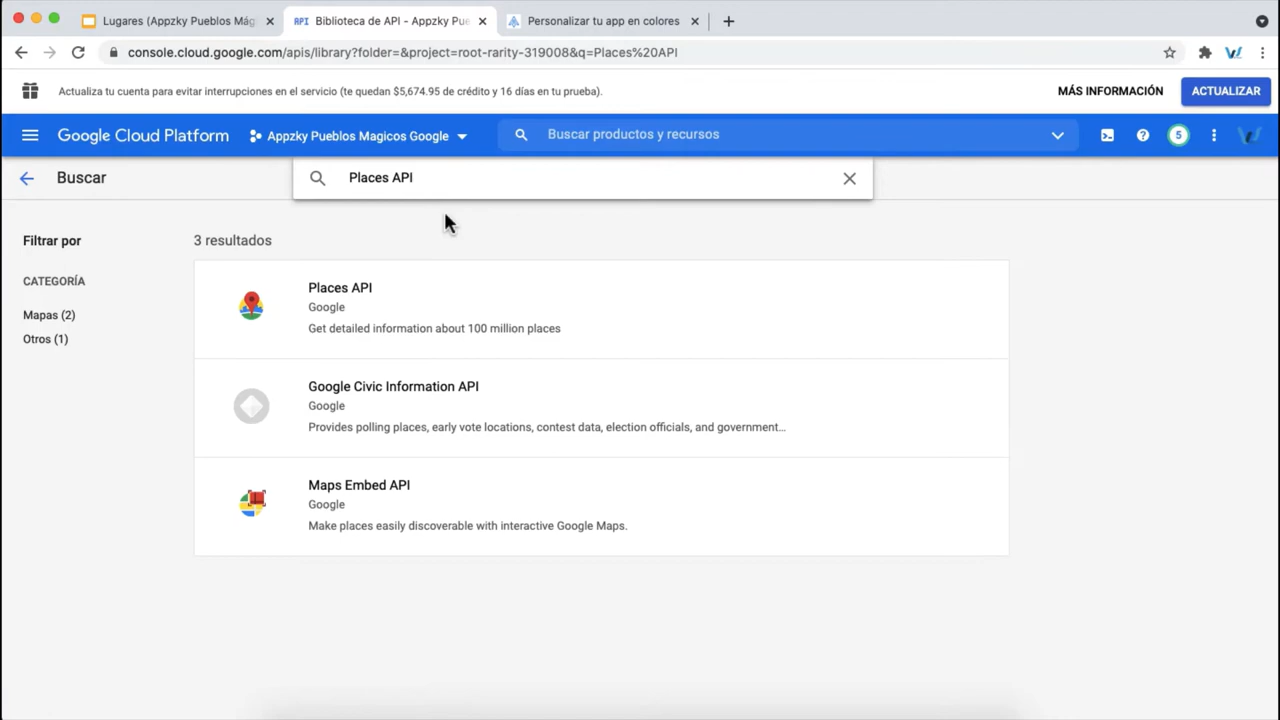 Lugares (Appzky Pueblos Mág
API Biblioteca de API - Appzky Pue
Personalizar tu app en colores
console.cloud.google.com/apis/library?folder=&project=root-rarity-319008&q=Places%20API
Actualiza tu cuenta para evitar interrupciones en el servicio (te quedan $5,674.95 de crédito y 16 días en tu prueba).
MÁS INFORMACIÓN
ACTUALIZAR
Google Cloud Platform
Appzky Pueblos Magicos Google
Buscar productos y recursos
5
Buscar
Places API
Filtrar por
CATEGORÍA
Mapas (2)
Otros (1)
3 resultados
Places API
Google
Get detailed information about 100 million places
Google Civic Information API
Google
Provides polling places, early vote locations, contest data, election officials, and government…
Maps Embed API
Google
Make places easily discoverable with interactive Google Maps.